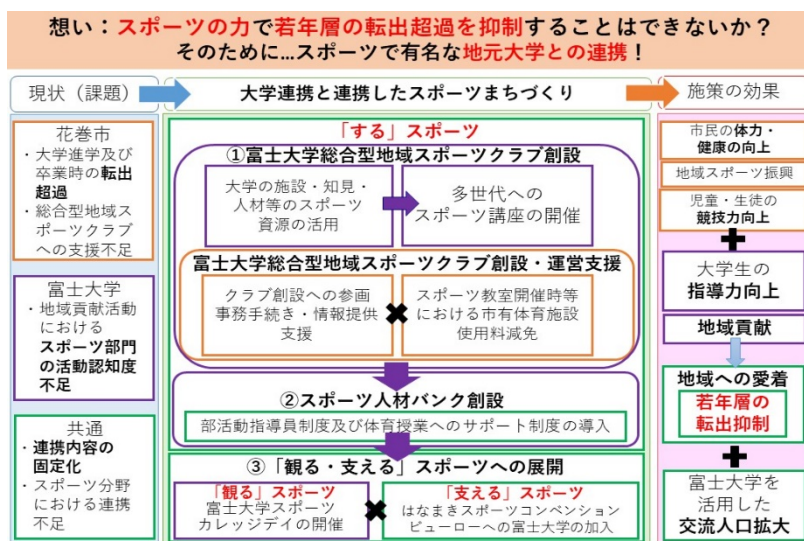 想い：スポーツの力で若年層の転出超過を抑制することはできないか？
そのために…スポーツで有名な地元大学との連携！
現状（課題）
大学連携と連携したスポーツまちづくり
施策の効果
花巻市
・大学進学及び
卒業時の転出
超過
・総合型地域ス
ポーツクラブ
への支援不足
富士大学
・地域貢献活動
における
スポーツ部門
の活動認知度
不足
共通
・連携内容の
固定化
・スポーツ分野
における連携
不足
「する」スポーツ
①富士大学総合型地域スポーツクラブ創設
大学の施設・知見・
人材等のスポーツ
資源の活用
多世代への
スポーツ講座の開催
富士大学総合型地域スポーツクラブ創設・運営支援
クラブ創設への参画
事務手続き・情報提供
支援
スポーツ教室開催時等
における市有体育施設
使用料減免
②スポーツ人材バンク創設
部活動指導員制度及び体育授業へのサポート制度の導入
③「観る・支える」スポーツへの展開
「観る」スポーツ
富士大学スポーツ
カレッジデイの開催
「支える」スポーツ
はなまきスポーツコンベンション
ビューローへの富士大学の加入
市民の体力・
健康の向上
地域スポーツ振興
児童・生徒の
競技力向上
大学生の
指導力向上
地域貢献
地域への愛着
若年層の
転出抑制
富士大学を
活用した
交流人口拡大